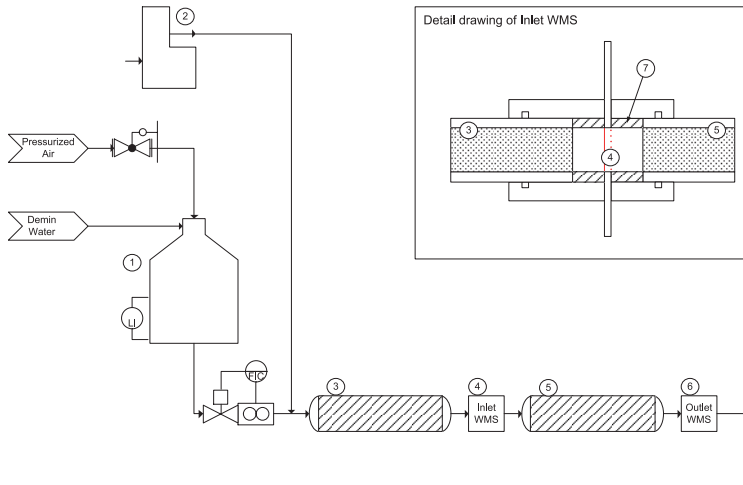 2
Detail drawing of Inlet WMS
7
3
5
4
Pressurized
Air
Demin
Water
1
LI
FIC
3
4
5
6
Inlet
WMS
Outlet
WMS